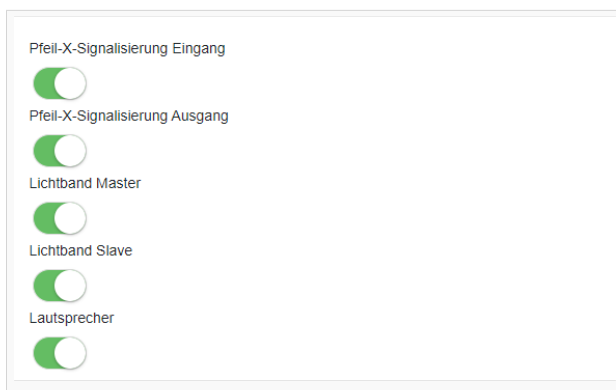 Pfeil-X-Signalisierung Eingang
Pfeil-X-Signalisierung Ausgang
Lichtband Master
Lichtband Slave
Lautsprecher